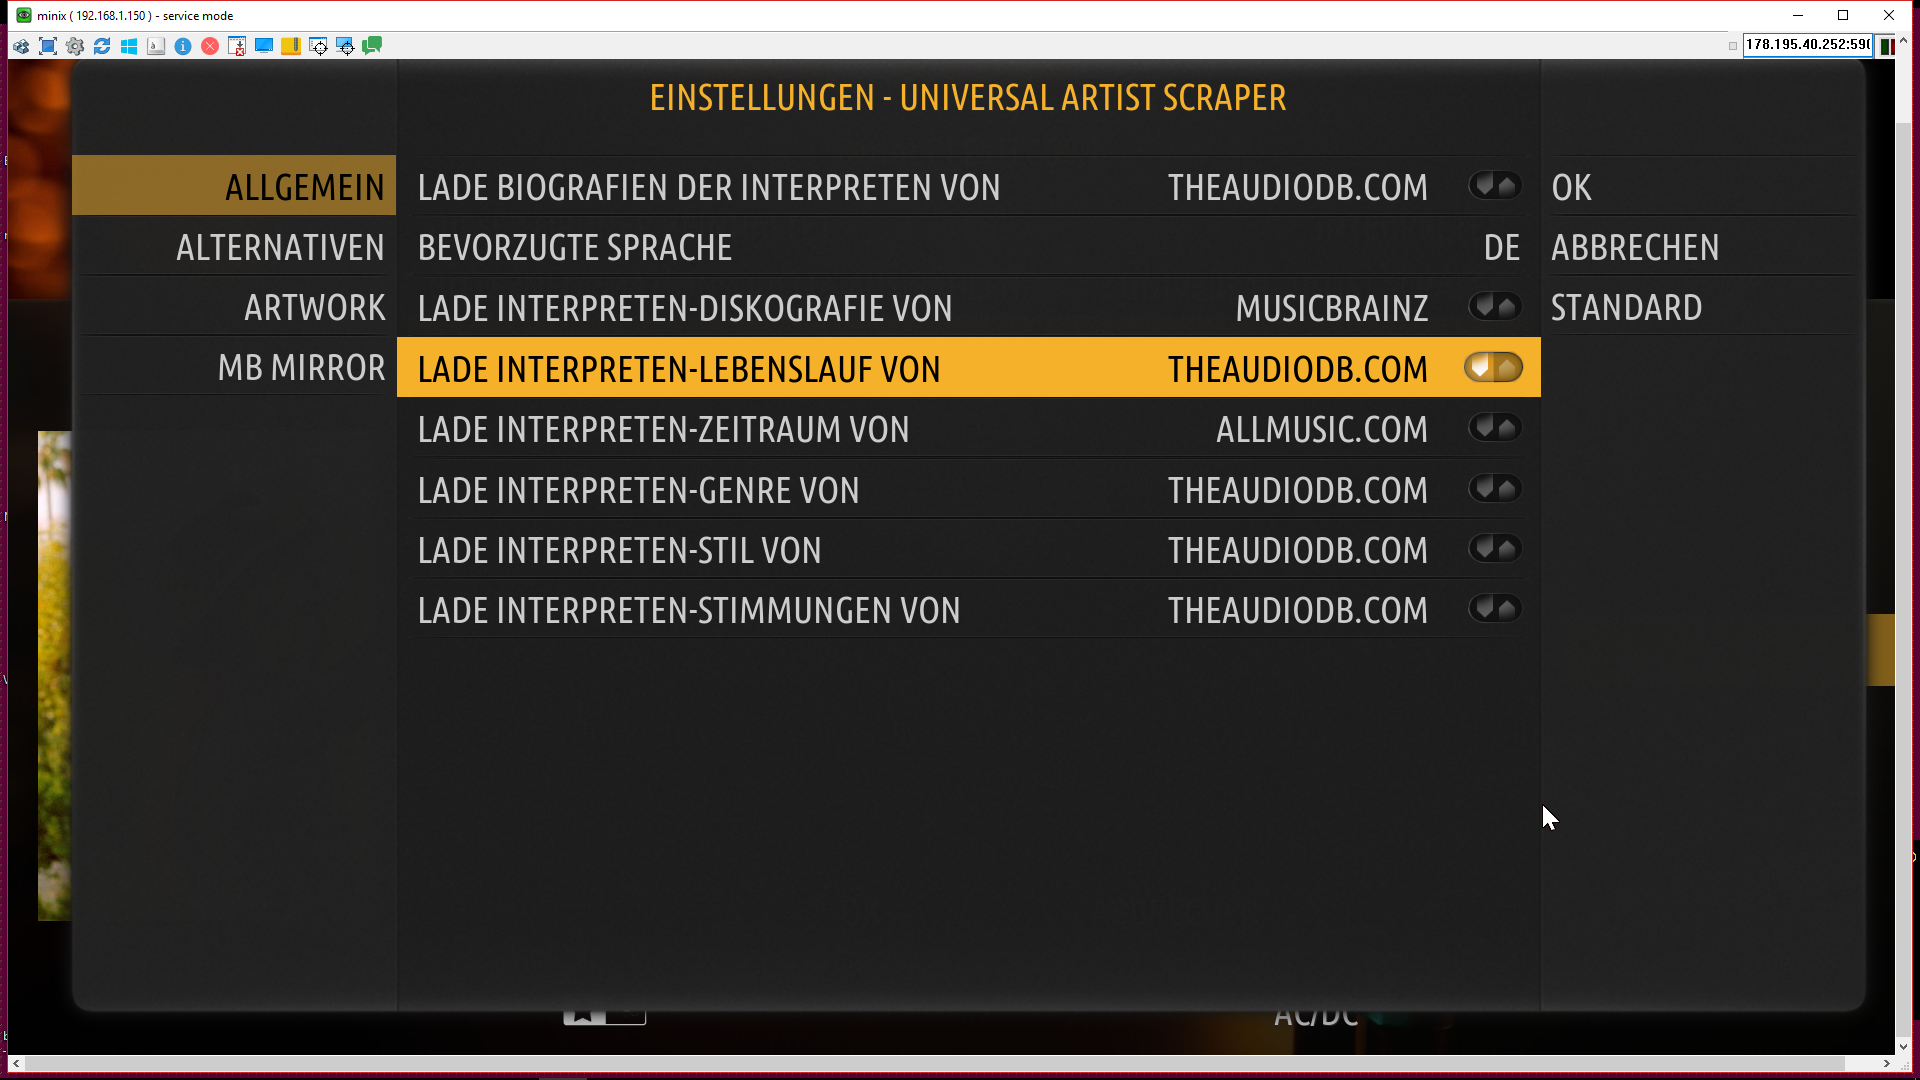 minix ( 192.168.1.150 ) - service mode
178.195.40.252:590
EINSTELLUNGEN - UNIVERSAL ARTIST SCRAPER
ALLGEMEIN
ALTERNATIVEN
ARTWORK
MB MIRROR
LADE BIOGRAFIEN DER INTERPRETEN VON THEAUDIODB.COM
BEVORZUGTE SPRACHE DE
LADE INTERPRETEN-DISKOGRAFIE VON MUSICBRAINZ
LADE INTERPRETEN-LEBENSLAUF VON THEAUDIODB.COM
LADE INTERPRETEN-ZEITRAUM VON ALLMUSIC.COM
LADE INTERPRETEN-GENRE VON THEAUDIODB.COM
LADE INTERPRETEN-STIL VON THEAUDIODB.COM
LADE INTERPRETEN-STIMMUNGEN VON THEAUDIODB.COM
OK
ABBRECHEN
STANDARD
AC/DC